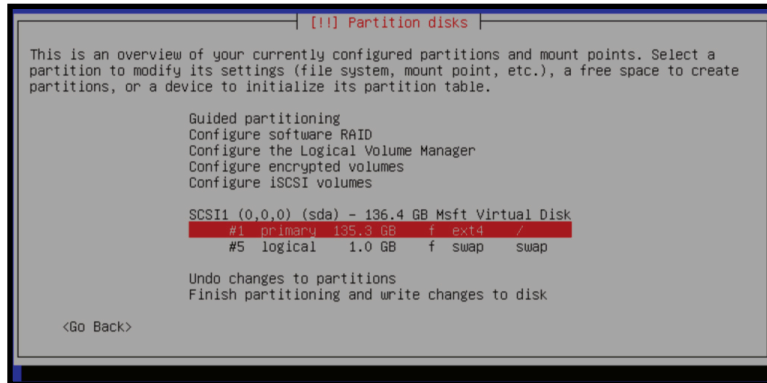 [!!] Partition disks
This is an overview of your currently configured partitions and mount points. Select a
partition to modify its settings (file system, mount point, etc.), a free space to create
partitions, or a device to initialize its partition table.
Guided partitioning
Configure software RAID
Configure the Logical Volume Manager
Configure encrypted volumes
Configure iSCSI volumes
SCSI1 (0,0,0) (sda) – 136.4 GB Msft Virtual Disk
#1 primary 135.3 GB f ext4 /
#5 logical 1.0 GB f swap swap
Undo changes to partitions
Finish partitioning and write changes to disk
<Go Back>